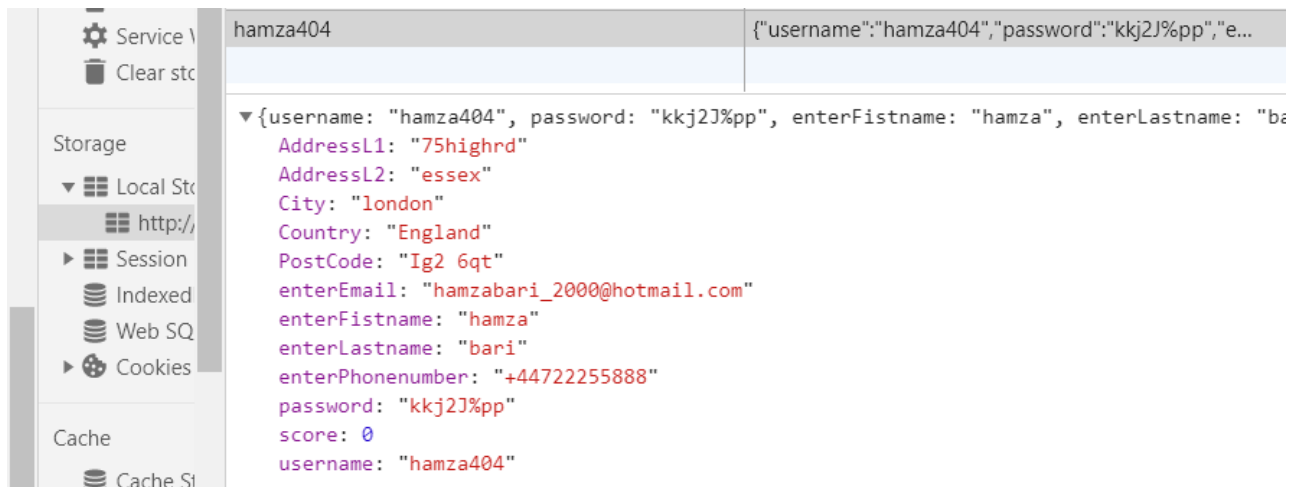 Service
hamza404 {"username":"hamza404","password":"kkj2J%pp","e...
Clear sto
▼{username: "hamza404", password: "kkj2J%pp", enterFistname: "hamza", enterLastname: "ba
Storage
AddressL1: "75highrd"
AddressL2: "essex"
▼ Local Sto
City: "london"
http://
Country: "England"
▶ Session
PostCode: "Ig2 6qt"
Indexed
enterEmail: "hamzabari_2000@hotmail.com"
enterFistname: "hamza"
Web SQ
enterLastname: "bari"
▶ Cookies
enterPhonenumber: "+44722255888"
password: "kkj2J%pp"
Cache
score: 0
username: "hamza404"
Cache St